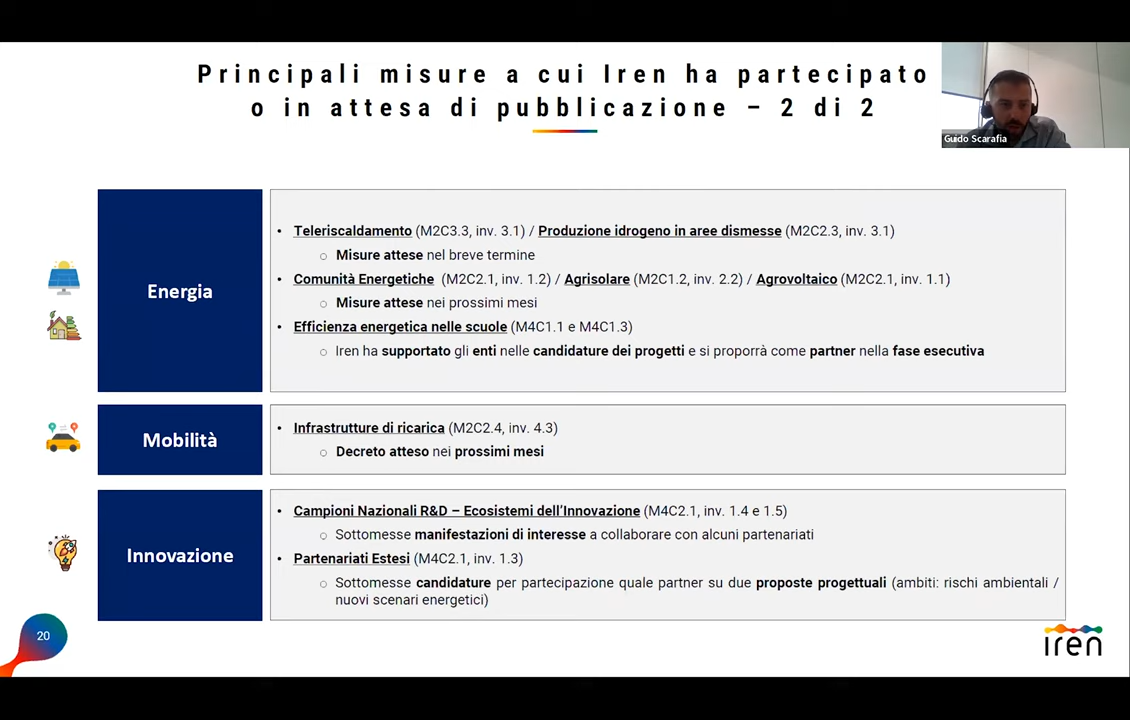 Principali misure a cui Iren ha partecipato
o in attesa di pubblicazione – 2 di 2
Guido Scarafia
Energia
• Teleriscaldamento (M2C3.3, inv. 3.1) / Produzione idrogeno in aree dismesse (M2C2.3, inv. 3.1)
○ Misure attese nel breve termine
• Comunità Energetiche (M2C2.1, inv. 1.2) / Agrisolare (M2C1.2, inv. 2.2) / Agrovoltaico (M2C2.1, inv. 1.1)
○ Misure attese nei prossimi mesi
• Efficienza energetica nelle scuole (M4C1.1 e M4C1.3)
○ Iren ha supportato gli enti nelle candidature dei progetti e si proporrà come partner nella fase esecutiva
Mobilità
• Infrastrutture di ricarica (M2C2.4, inv. 4.3)
○ Decreto atteso nei prossimi mesi
Innovazione
• Campioni Nazionali R&D – Ecosistemi dell'Innovazione (M4C2.1, inv. 1.4 e 1.5)
○ Sottomesse manifestazioni di interesse a collaborare con alcuni partenariati
• Partenariati Estesi (M4C2.1, inv. 1.3)
○ Sottomesse candidature per partecipazione quale partner su due proposte progettuali (ambiti: rischi ambientali /
nuovi scenari energetici)
20
iren